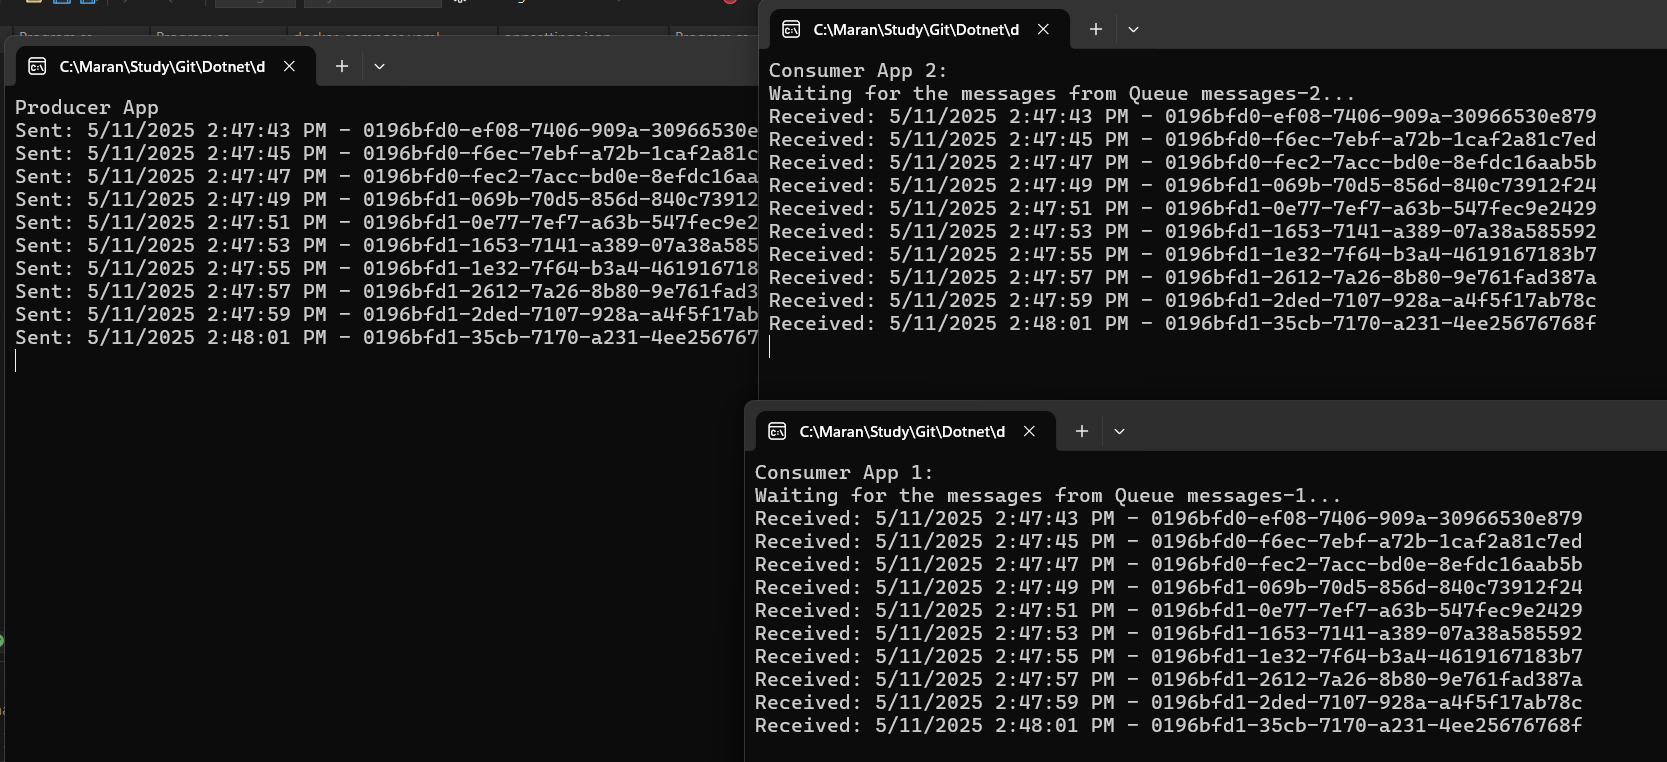 C:\Maran\Study\Git\Dotnet\d
Producer App
Sent: 5/11/2025 2:47:43 PM - 0196bfd0-ef08-7406-909a-30966530e
Sent: 5/11/2025 2:47:45 PM - 0196bfd0-f6ec-7ebf-a72b-1caf2a81c
Sent: 5/11/2025 2:47:47 PM - 0196bfd0-fec2-7acc-bd0e-8efdc16aa
Sent: 5/11/2025 2:47:49 PM - 0196bfd1-069b-70d5-856d-840c73912
Sent: 5/11/2025 2:47:51 PM - 0196bfd1-0e77-7ef7-a63b-547fec9e2
Sent: 5/11/2025 2:47:53 PM - 0196bfd1-1653-7141-a389-07a38a585
Sent: 5/11/2025 2:47:55 PM - 0196bfd1-1e32-7f64-b3a4-461916718
Sent: 5/11/2025 2:47:57 PM - 0196bfd1-2612-7a26-8b80-9e761fad3
Sent: 5/11/2025 2:47:59 PM - 0196bfd1-2ded-7107-928a-a4f5f17ab
Sent: 5/11/2025 2:48:01 PM - 0196bfd1-35cb-7170-a231-4ee256767
C:\Maran\Study\Git\Dotnet\d
Consumer App 2:
Waiting for the messages from Queue messages-2...
Received: 5/11/2025 2:47:43 PM - 0196bfd0-ef08-7406-909a-30966530e879
Received: 5/11/2025 2:47:45 PM - 0196bfd0-f6ec-7ebf-a72b-1caf2a81c7ed
Received: 5/11/2025 2:47:47 PM - 0196bfd0-fec2-7acc-bd0e-8efdc16aab5b
Received: 5/11/2025 2:47:49 PM - 0196bfd1-069b-70d5-856d-840c73912f24
Received: 5/11/2025 2:47:51 PM - 0196bfd1-0e77-7ef7-a63b-547fec9e2429
Received: 5/11/2025 2:47:53 PM - 0196bfd1-1653-7141-a389-07a38a585592
Received: 5/11/2025 2:47:55 PM - 0196bfd1-1e32-7f64-b3a4-4619167183b7
Received: 5/11/2025 2:47:57 PM - 0196bfd1-2612-7a26-8b80-9e761fad387a
Received: 5/11/2025 2:47:59 PM - 0196bfd1-2ded-7107-928a-a4f5f17ab78c
Received: 5/11/2025 2:48:01 PM - 0196bfd1-35cb-7170-a231-4ee25676768f
C:\Maran\Study\Git\Dotnet\d
Consumer App 1:
Waiting for the messages from Queue messages-1...
Received: 5/11/2025 2:47:43 PM - 0196bfd0-ef08-7406-909a-30966530e879
Received: 5/11/2025 2:47:45 PM - 0196bfd0-f6ec-7ebf-a72b-1caf2a81c7ed
Received: 5/11/2025 2:47:47 PM - 0196bfd0-fec2-7acc-bd0e-8efdc16aab5b
Received: 5/11/2025 2:47:49 PM - 0196bfd1-069b-70d5-856d-840c73912f24
Received: 5/11/2025 2:47:51 PM - 0196bfd1-0e77-7ef7-a63b-547fec9e2429
Received: 5/11/2025 2:47:53 PM - 0196bfd1-1653-7141-a389-07a38a585592
Received: 5/11/2025 2:47:55 PM - 0196bfd1-1e32-7f64-b3a4-4619167183b7
Received: 5/11/2025 2:47:57 PM - 0196bfd1-2612-7a26-8b80-9e761fad387a
Received: 5/11/2025 2:47:59 PM - 0196bfd1-2ded-7107-928a-a4f5f17ab78c
Received: 5/11/2025 2:48:01 PM - 0196bfd1-35cb-7170-a231-4ee25676768f